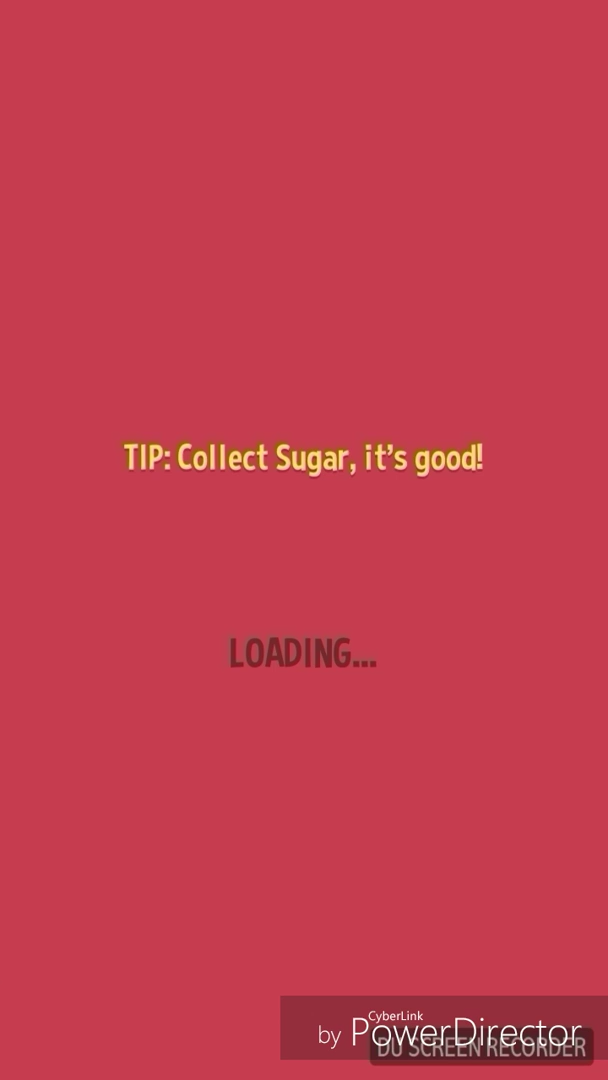 TIP: Collect Sugar, it's good!
LOADING...
CyberLink
by PowerDirector
DU SCREEN RECORDER